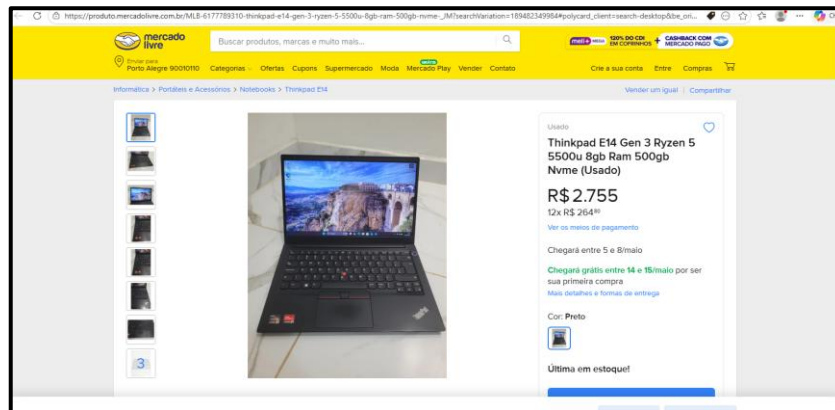 https://produto.mercadolivre.com.br/MLB-6177789310-thinkpad-e14-gen-3-ryzen-5-5500u-8gb-ram-500gb-nvme-_JM?searchVariation=189482349984#polycard_client=search-desktop&be_ori...
mercado
livre
Buscar produtos, marcas e muito mais...
meli+ MEGA 120% DO CDI EM COFRINHOS + CASHBACK COM MERCADO PAGO
Enviar para
Porto Alegre 90010110
Categorias Ofertas Cupons Supermercado Moda Mercado Play Vender Contato
Crie a sua conta Entre Compras
Informática > Portáteis e Acessórios > Notebooks > Thinkpad E14
Vender um igual | Compartilhar
3
Usado
Thinkpad E14 Gen 3 Ryzen 5
5500u 8gb Ram 500gb
Nvme (Usado)
R$ 2.755
12x R$ 264
Ver os meios de pagamento
Chegará entre 5 e 8/maio
Chegará grátis entre 14 e 15/maio por ser
sua primeira compra
Mais detalhes e formas de entrega
Cor: Preto
Última em estoque!